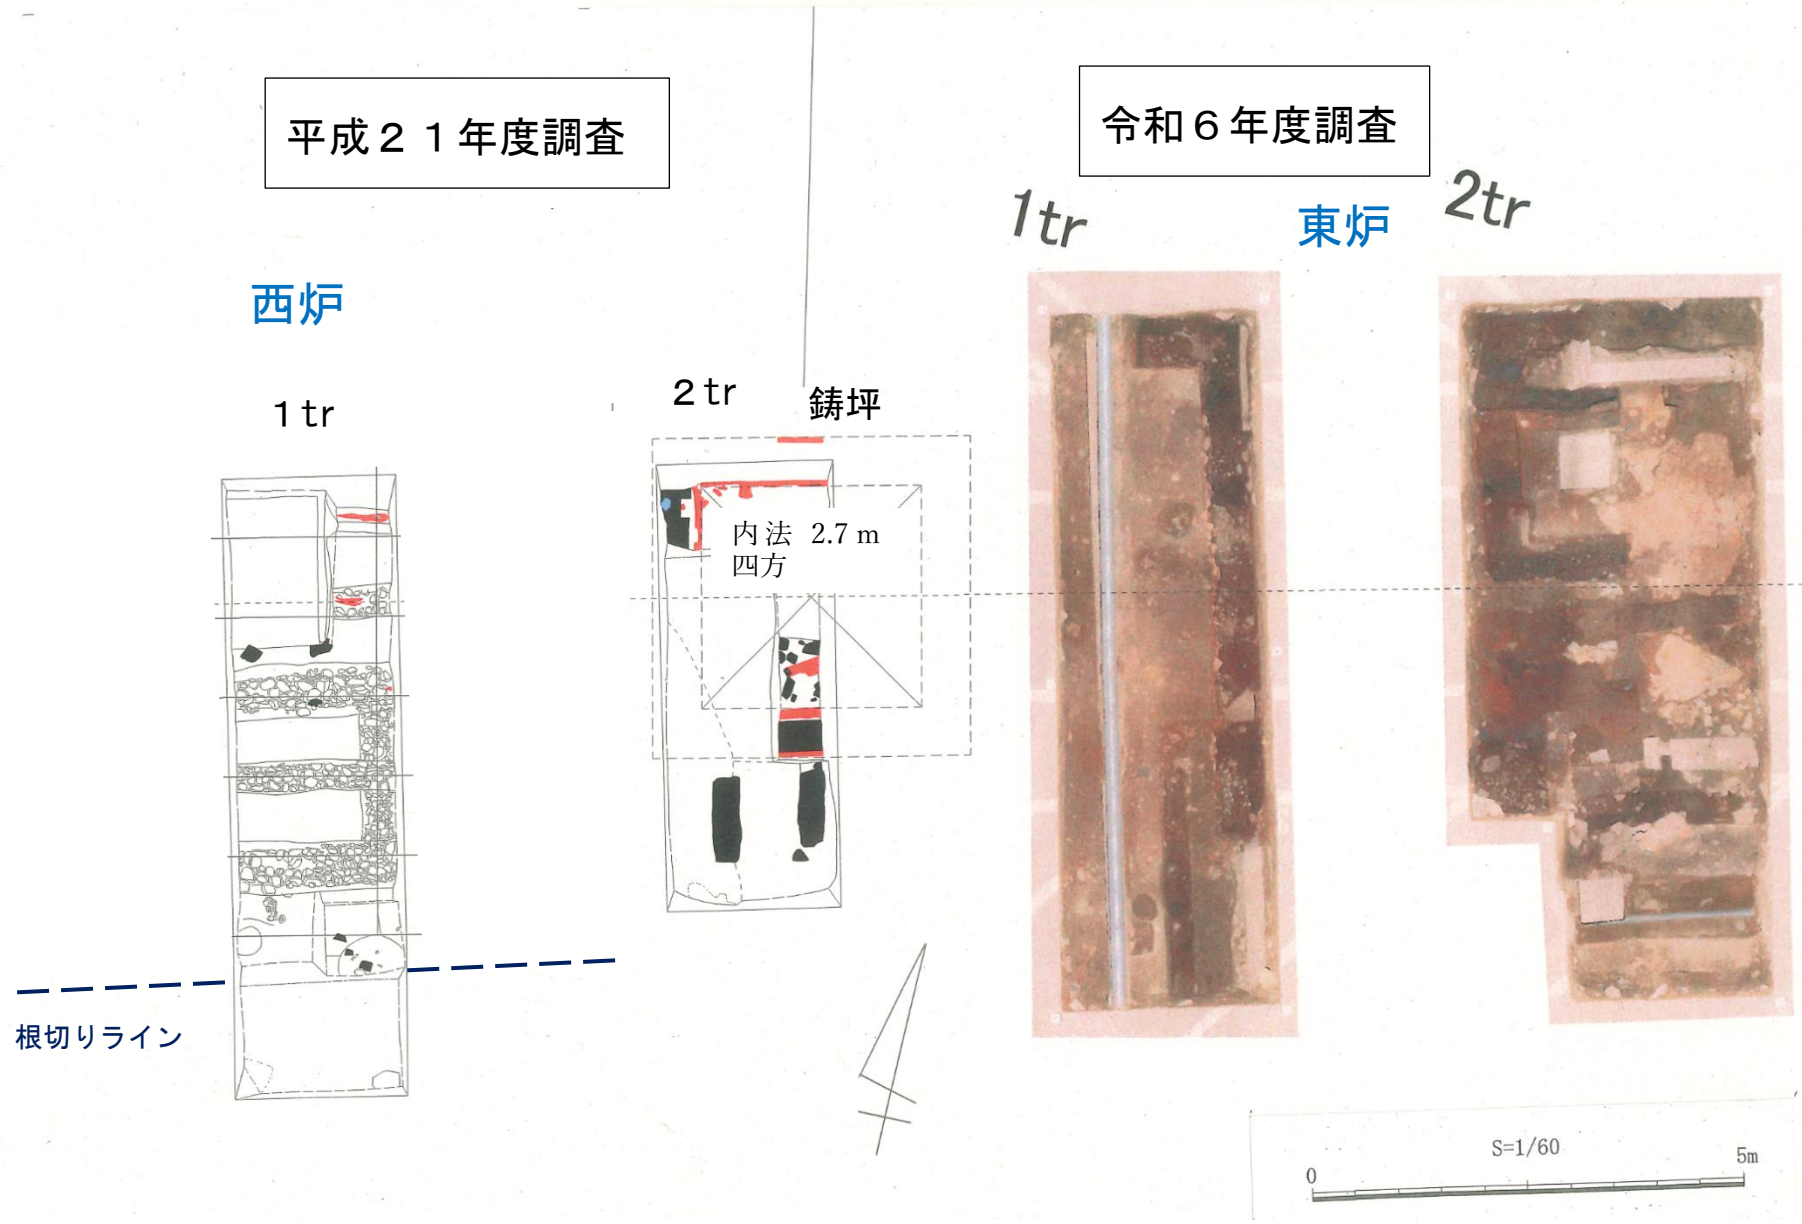 平成２１年度調査
令和６年度調査
1tr
東炉
2tr
西炉
１tr
２tr
鋳坪
内法 2.7 m
四方
根切りライン
S=1/60
0
5m